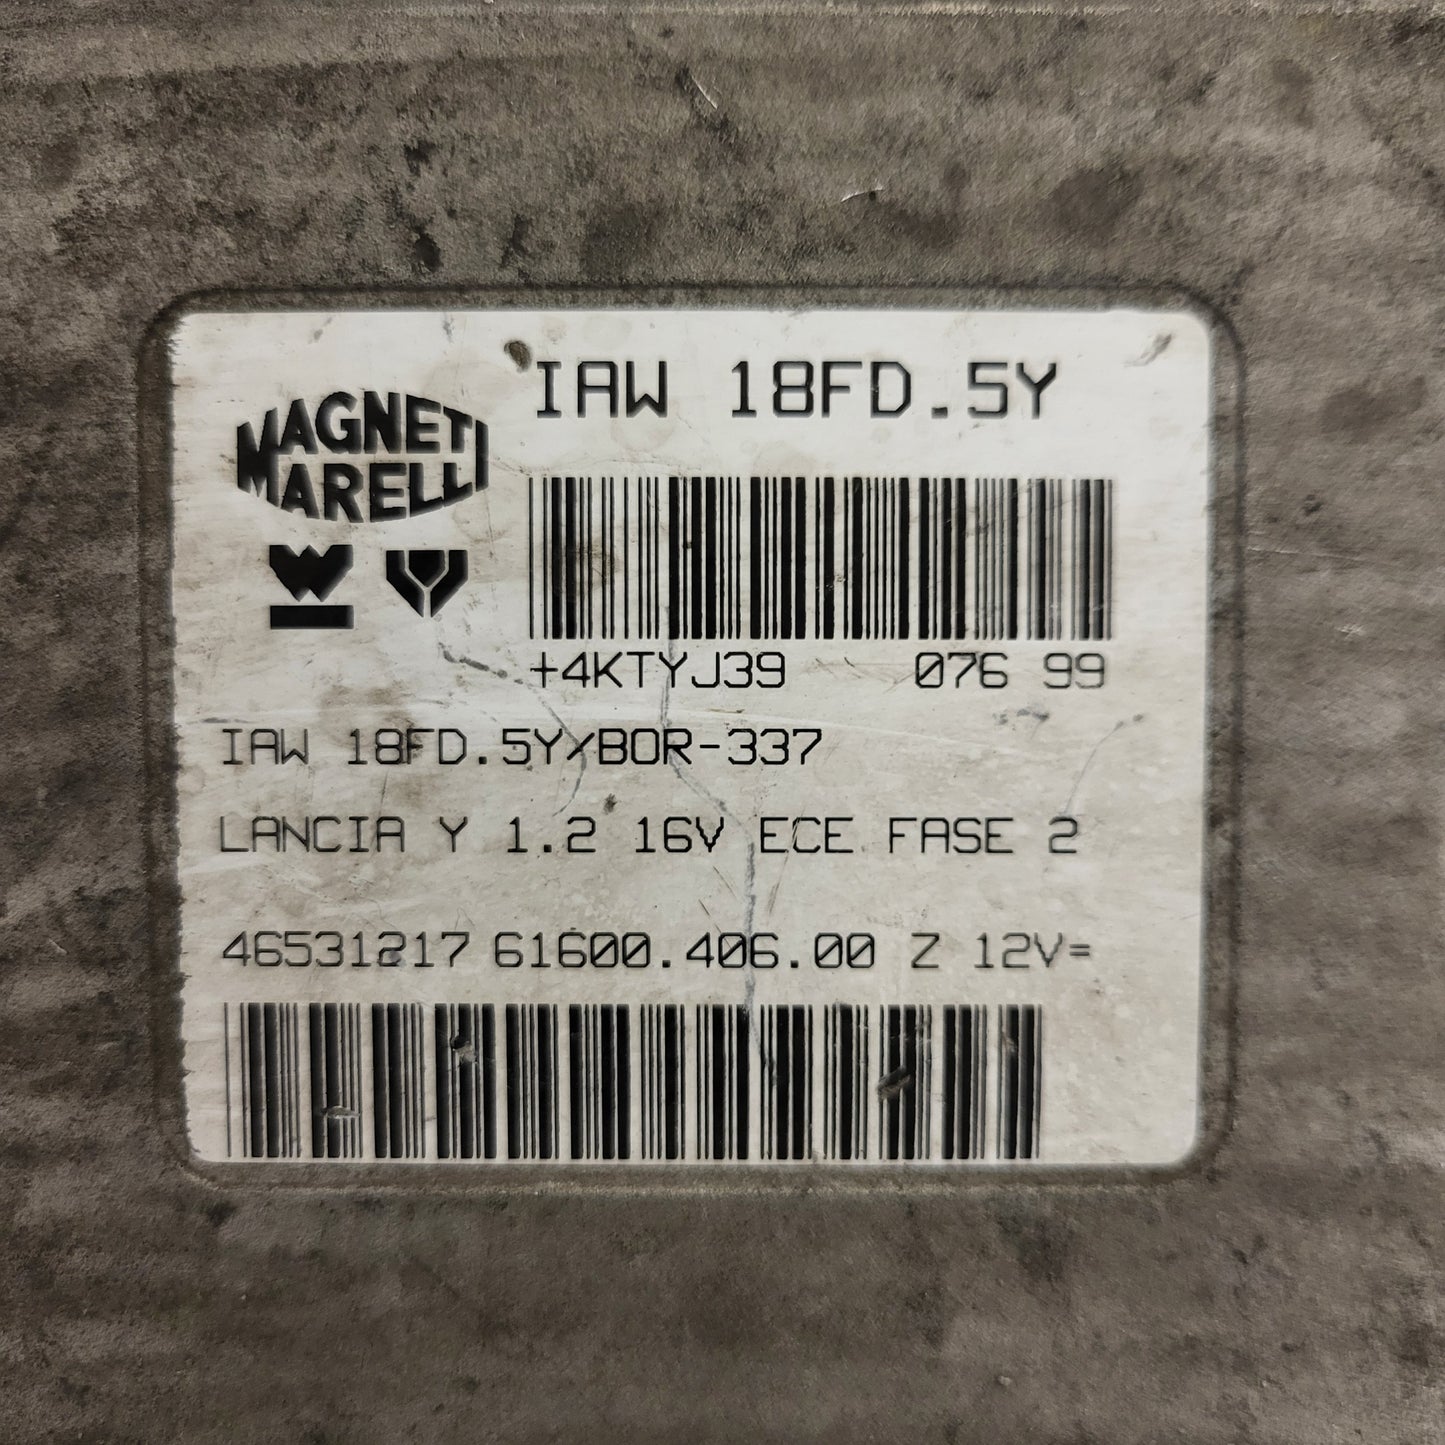 IAW 18FD.5Y
MAGNETI
MARELLI
+4KTYJ39 076 99
IAW 18FD.5Y/BOR-337
LANCIA Y 1.2 16V ECE FASE 2
46531217 61600.406.00 Z 12V=